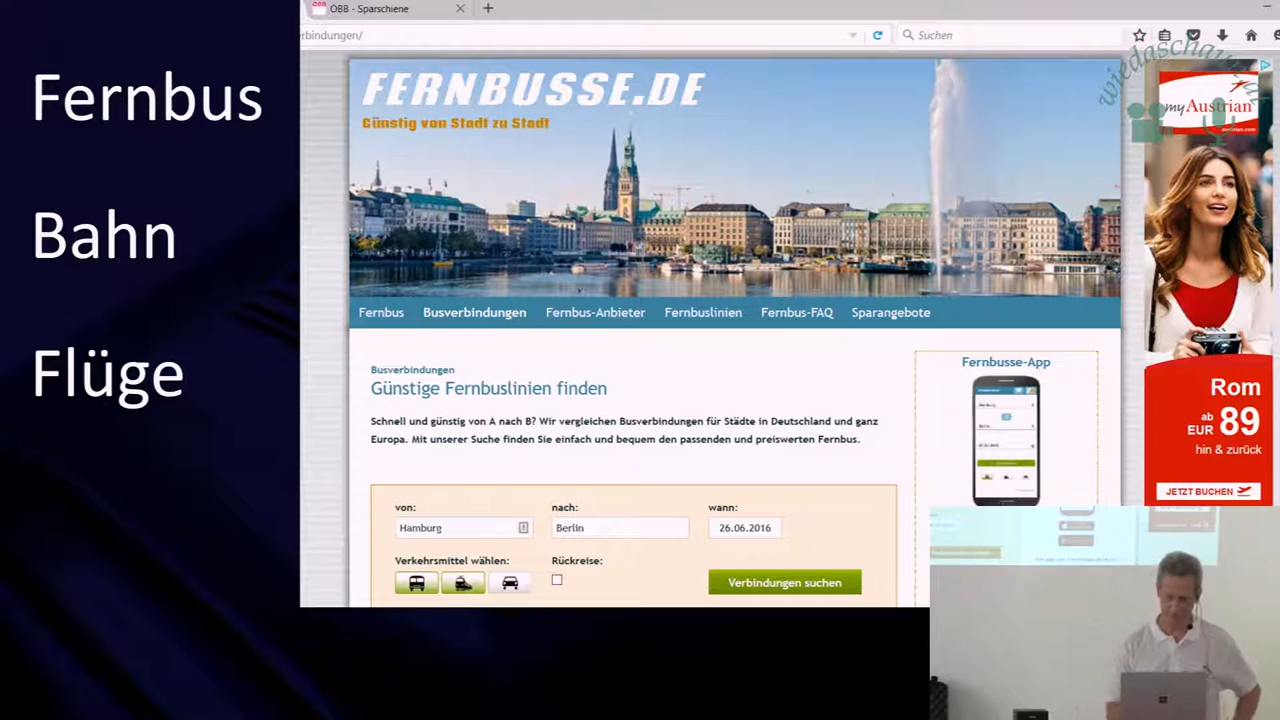 Fernbus
Bahn
Flüge
ÖBB - Sparschiene
rbindungen/
Suchen
FERNBUSSE.DE
Günstig von Stadt zu Stadt
Fernbus
Busverbindungen
Fernbus-Anbieter
Fernbuslinien
Fernbus-FAQ
Sparangebote
Busverbindungen
Günstige Fernbuslinien finden
Schnell und günstig von A nach B? Wir vergleichen Busverbindungen für Städte in Deutschland und ganz
Europa. Mit unserer Suche finden Sie einfach und bequem den passenden und preiswerten Fernbus.
von:
nach:
wann:
Hamburg
Berlin
26.06.2016
Verkehrsmittel wählen:
Rückreise:
Verbindungen suchen
Fernbusse-App
myAustrian
austrian.com
Rom
ab
EUR 89
hin & zurück
JETZT BUCHEN